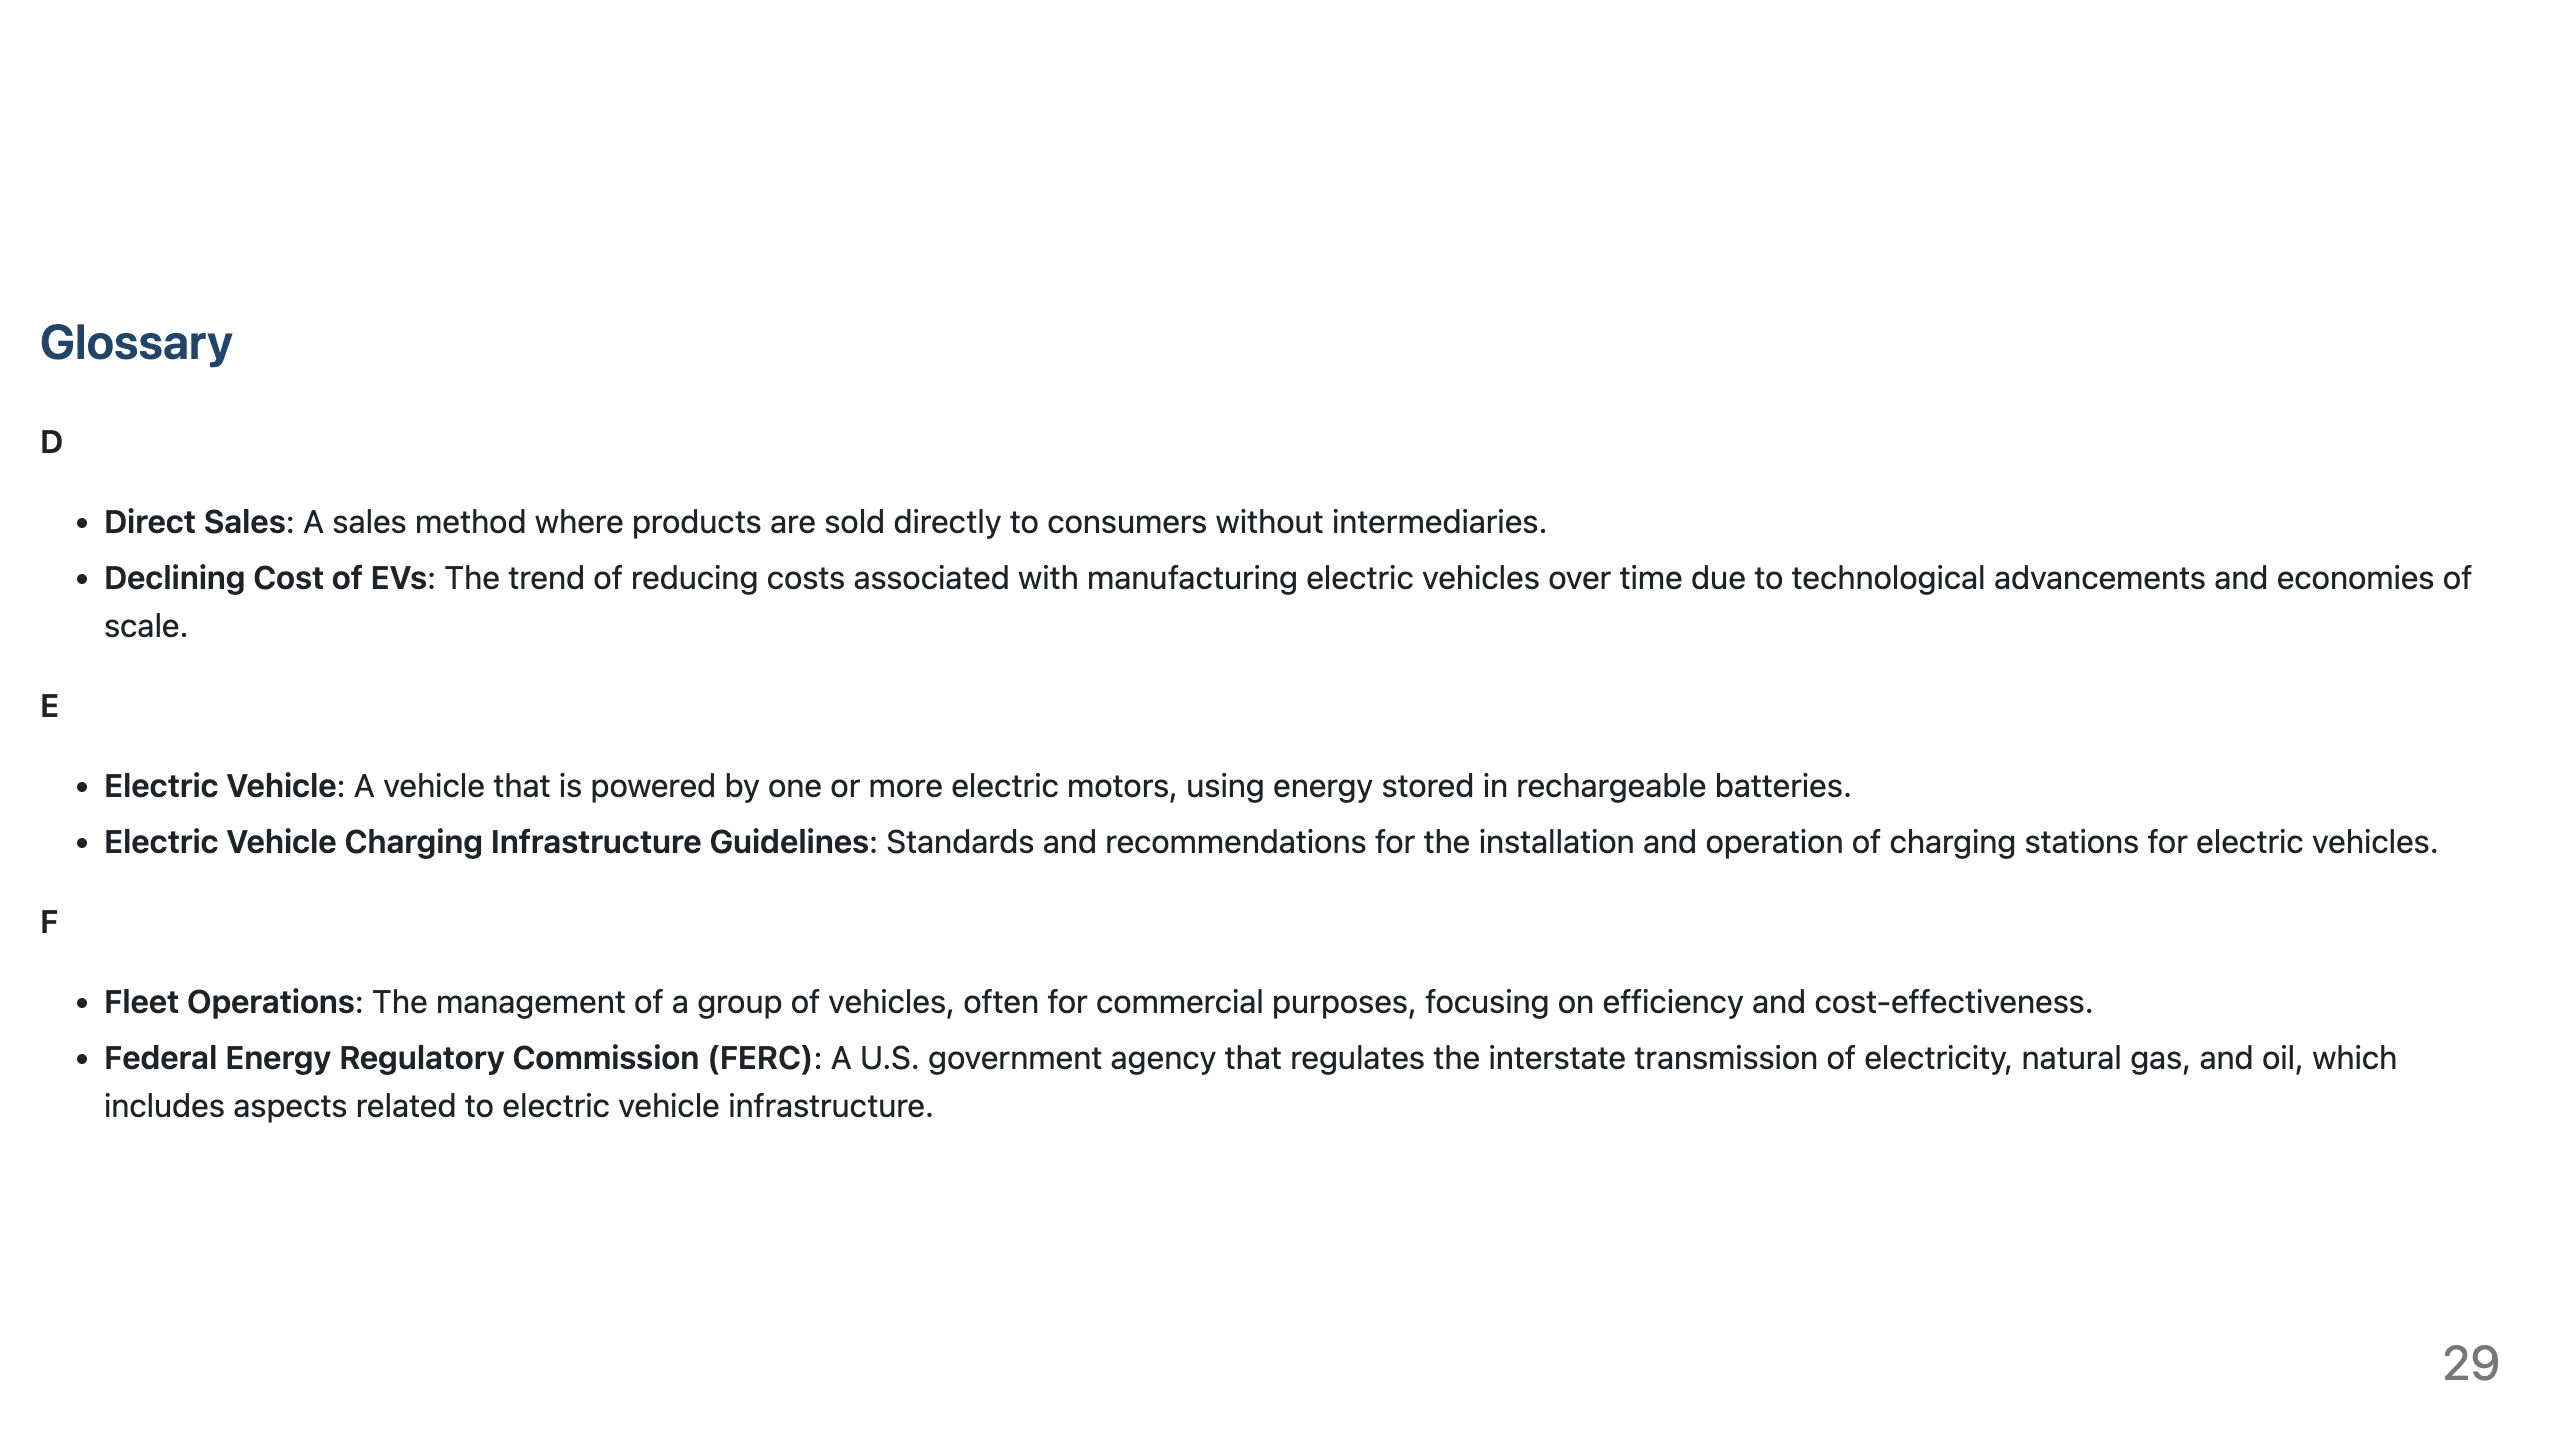 Glossary
D
• Direct Sales: A sales method where products are sold directly to consumers without intermediaries.
• Declining Cost of EVs: The trend of reducing costs associated with manufacturing electric vehicles over time due to technological advancements and economies of
scale.
E
• Electric Vehicle: A vehicle that is powered by one or more electric motors, using energy stored in rechargeable batteries.
• Electric Vehicle Charging Infrastructure Guidelines: Standards and recommendations for the installation and operation of charging stations for electric vehicles.
F
• Fleet Operations: The management of a group of vehicles, often for commercial purposes, focusing on efficiency and cost-effectiveness.
• Federal Energy Regulatory Commission (FERC): A U.S. government agency that regulates the interstate transmission of electricity, natural gas, and oil, which
includes aspects related to electric vehicle infrastructure.
29